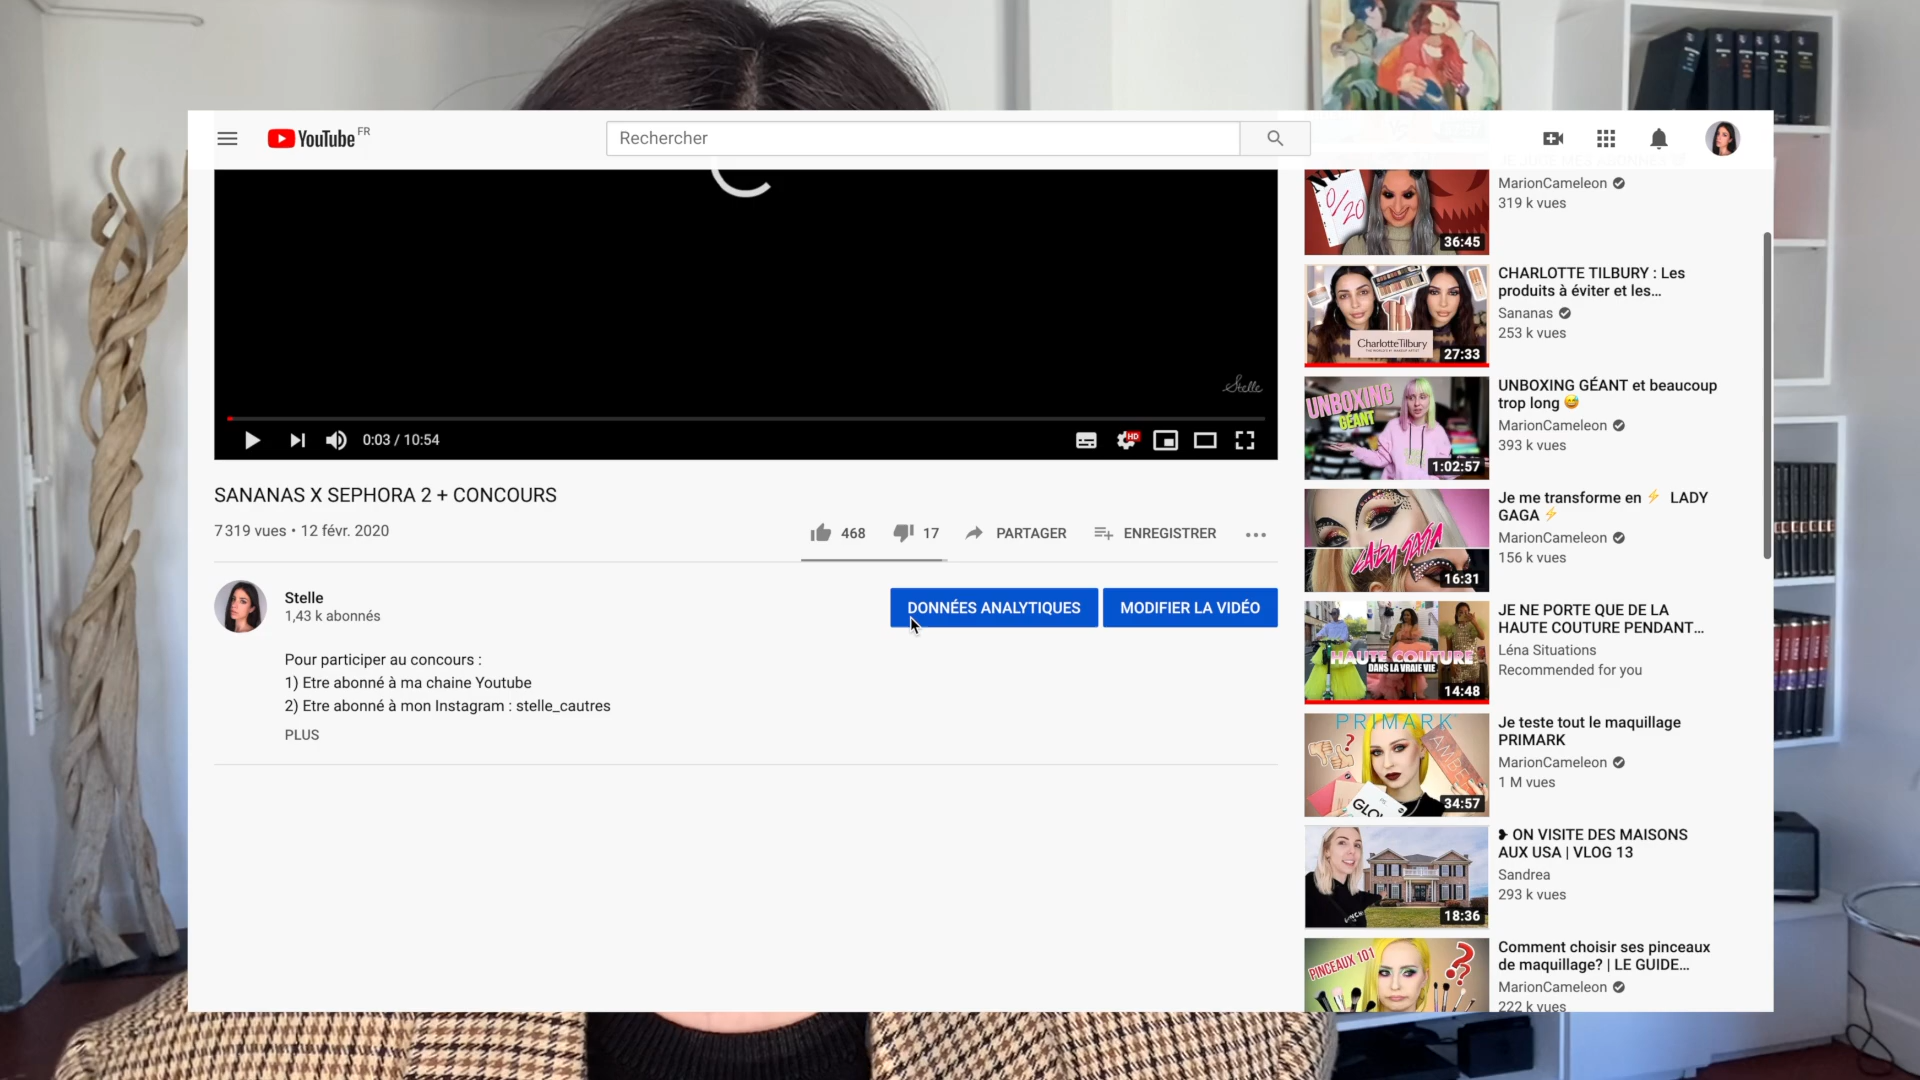 YouTube FR
Rechercher
Stelle
0:03 / 10:54
HD
SANANAS X SEPHORA 2 + CONCOURS
7 319 vues • 12 févr. 2020
468
17
PARTAGER
ENREGISTRER
Stelle
1,43 k abonnés
DONNÉES ANALYTIQUES
MODIFIER LA VIDÉO
Pour participer au concours :
1) Etre abonné à ma chaine Youtube
2) Etre abonné à mon Instagram : stelle_cautres
PLUS
0/20
36:45
MarionCameleon
319 k vues
Charlotte Tilbury
27:33
CHARLOTTE TILBURY : Les
produits à éviter et les...
Sananas
253 k vues
UNBOXING
GÉANT
1:02:57
UNBOXING GÉANT et beaucoup
trop long 😅
MarionCameleon
393 k vues
LADY GAGA
16:31
Je me transforme en ⚡ LADY
GAGA ⚡
MarionCameleon
156 k vues
HAUTE COUTURE
DANS LA VRAIE VIE
14:48
JE NE PORTE QUE DE LA
HAUTE COUTURE PENDANT...
Léna Situations
Recommended for you
PRIMARK
?
34:57
Je teste tout le maquillage
PRIMARK
MarionCameleon
1 M vues
18:36
❥ ON VISITE DES MAISONS
AUX USA | VLOG 13
Sandrea
293 k vues
PINCEAUX 101
??
Comment choisir ses pinceaux
de maquillage? | LE GUIDE...
MarionCameleon
222 k vues